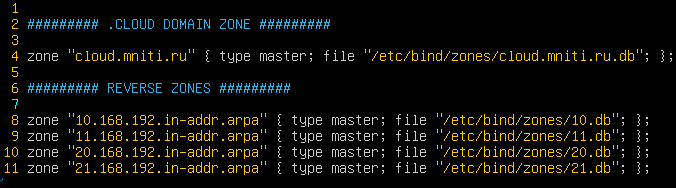 1
2 ######### .CLOUD DOMAIN ZONE #########
3
4 zone "cloud.mniti.ru" { type master; file "/etc/bind/zones/cloud.mniti.ru.db"; };
5
6 ######### REVERSE ZONES #########
7
8 zone "10.168.192.in-addr.arpa" { type master; file "/etc/bind/zones/10.db"; };
9 zone "11.168.192.in-addr.arpa" { type master; file "/etc/bind/zones/11.db"; };
10 zone "20.168.192.in-addr.arpa" { type master; file "/etc/bind/zones/20.db"; };
11 zone "21.168.192.in-addr.arpa" { type master; file "/etc/bind/zones/21.db"; };